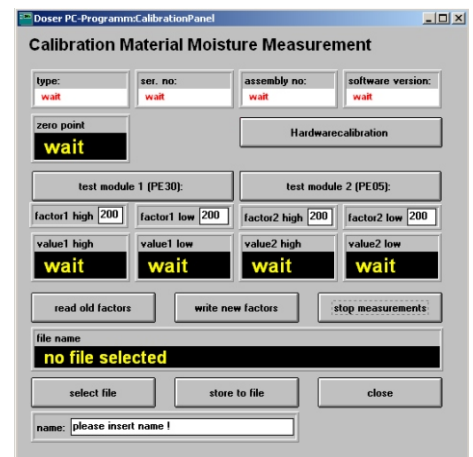 Doser PC-Programm:CalibrationPanel
Calibration Material Moisture Measurement
type: ser. no: assembly no: software version:
wait wait wait wait
zero point
wait
Hardwarecalibration
test module 1 (PE30): test module 2 (PE05):
factor1 high 200 factor1 low 200 factor2 high 200 factor2 low 200
value1 high value1 low value2 high value2 low
wait wait wait wait
read old factors write new factors stop measurements
file name
no file selected
select file store to file close
name: please insert name !